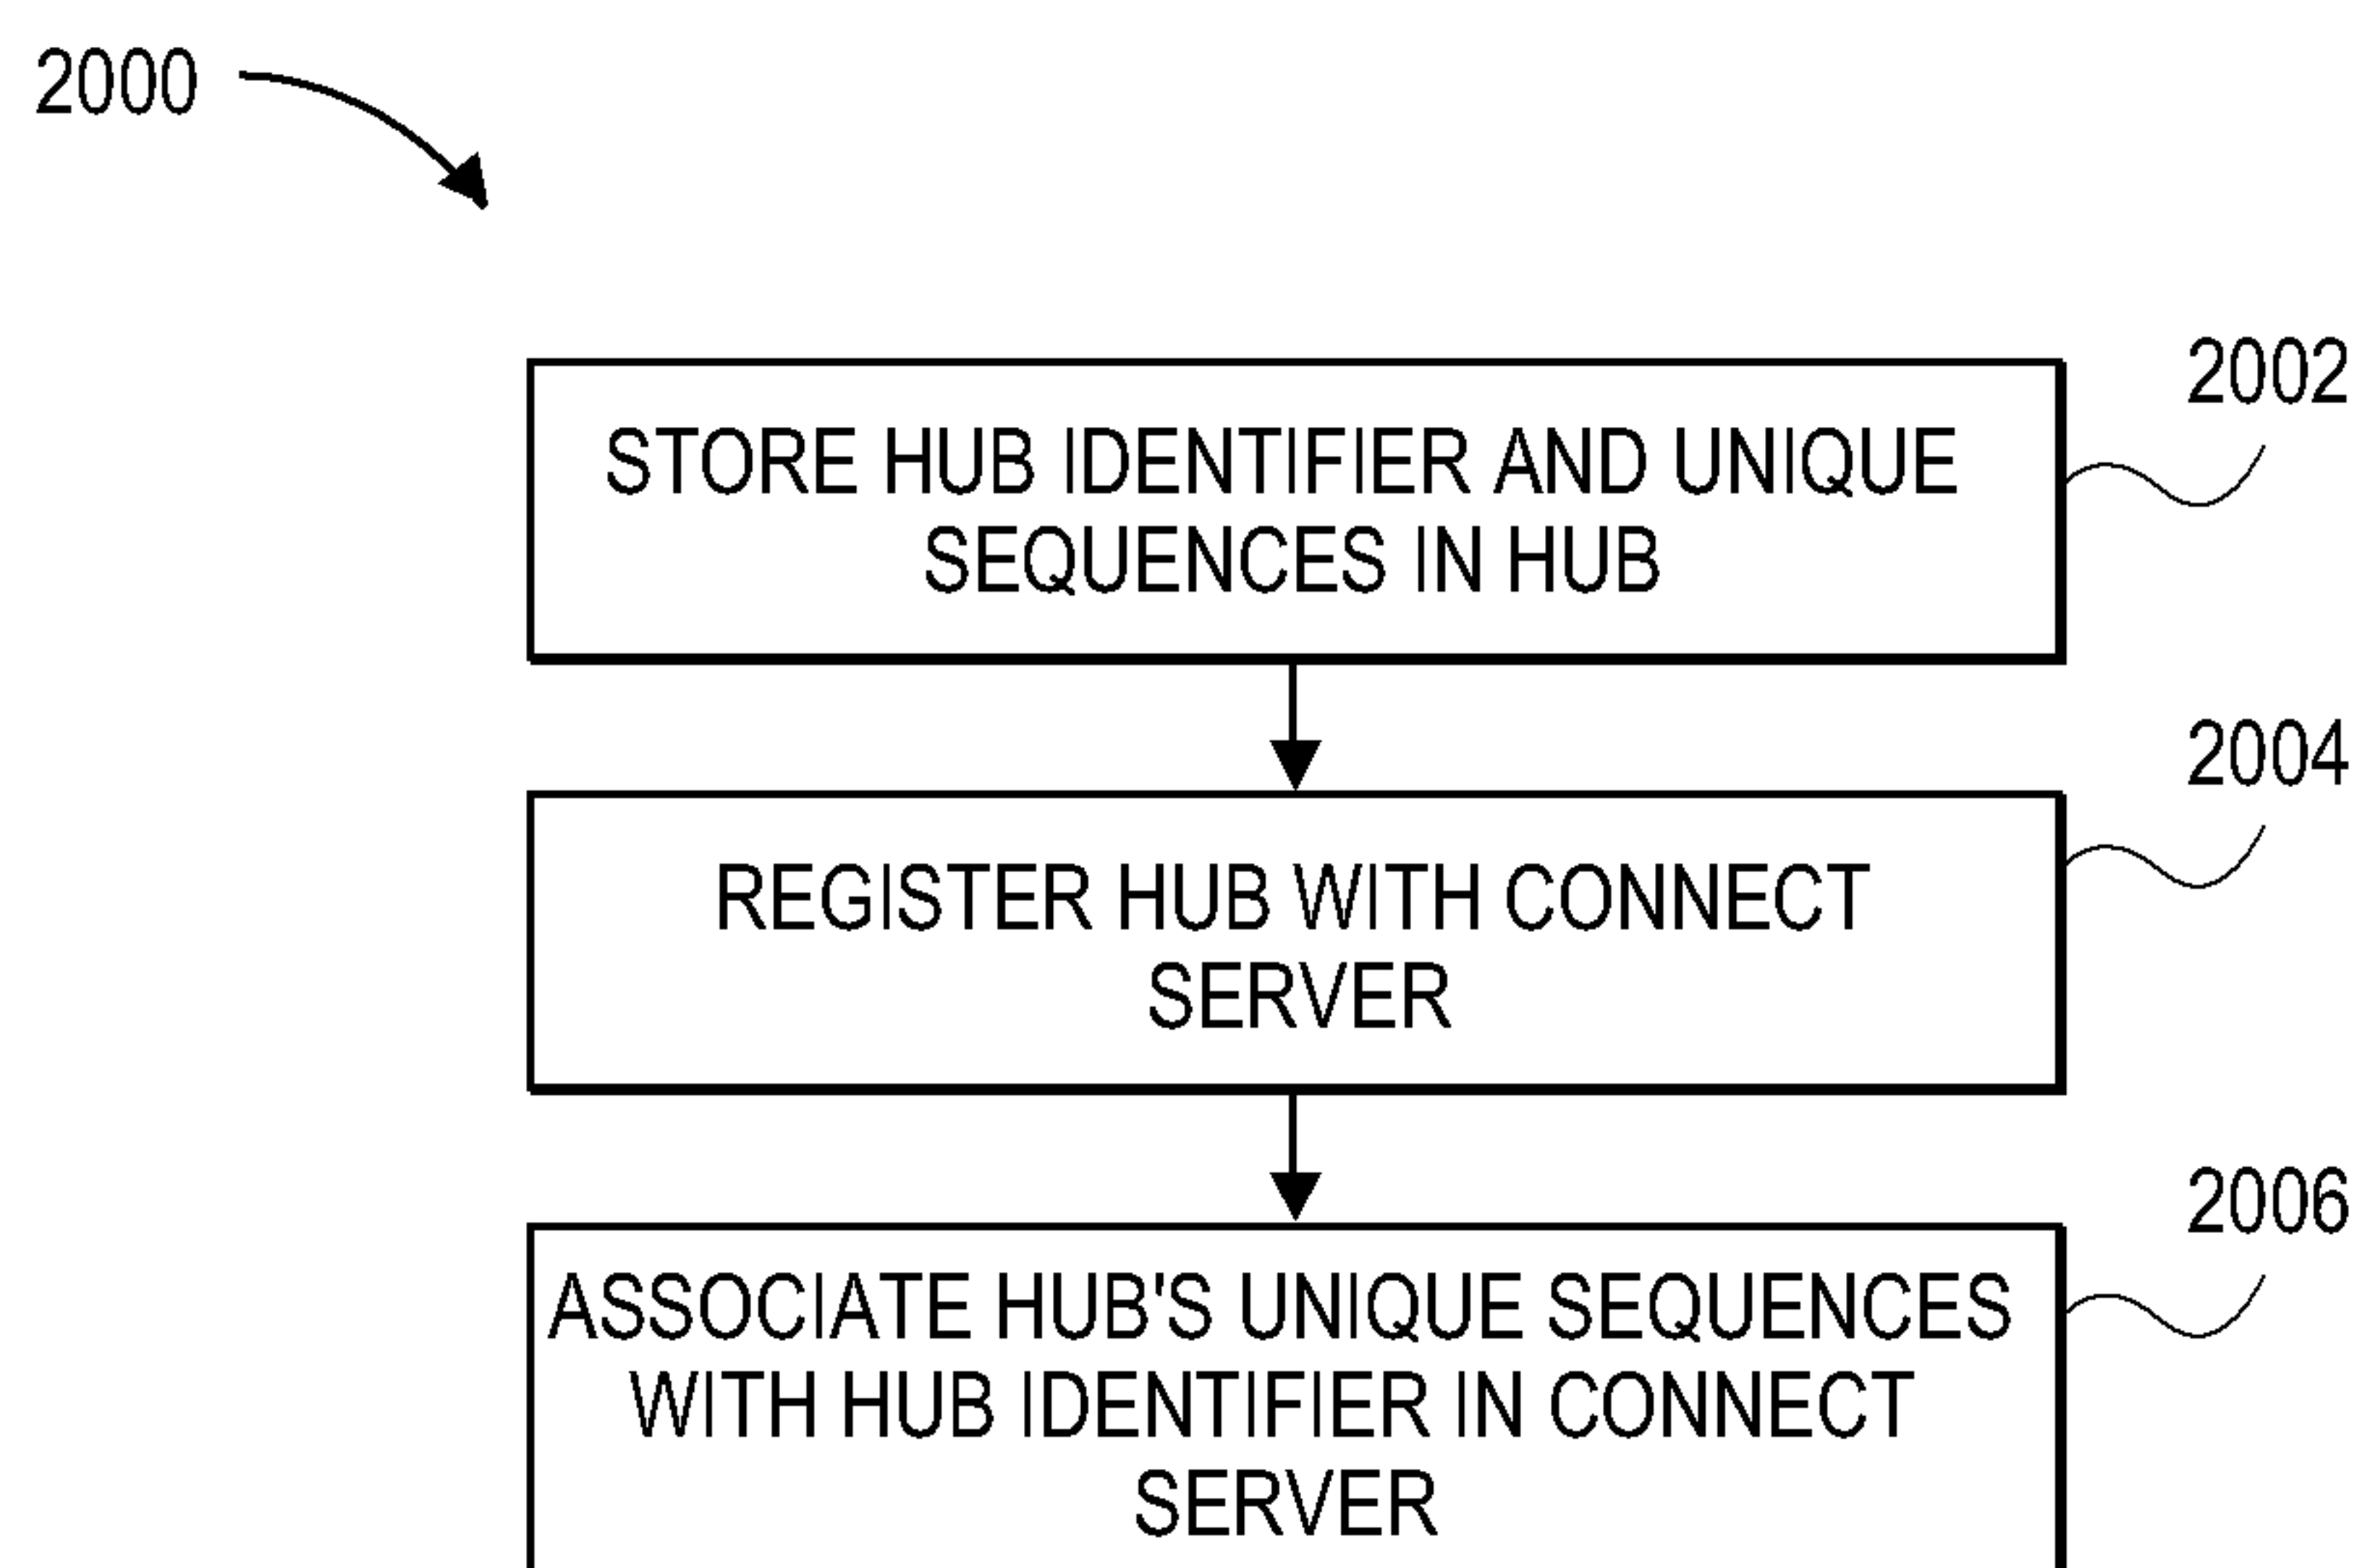 2000
2002
STORE HUB IDENTIFIER AND UNIQUE
SEQUENCES IN HUB
2004
REGISTER HUB WITH CONNECT
SERVER
2006
ASSOCIATE HUB'S UNIQUE SEQUENCES
WITH HUB IDENTIFIER IN CONNECT
SERVER